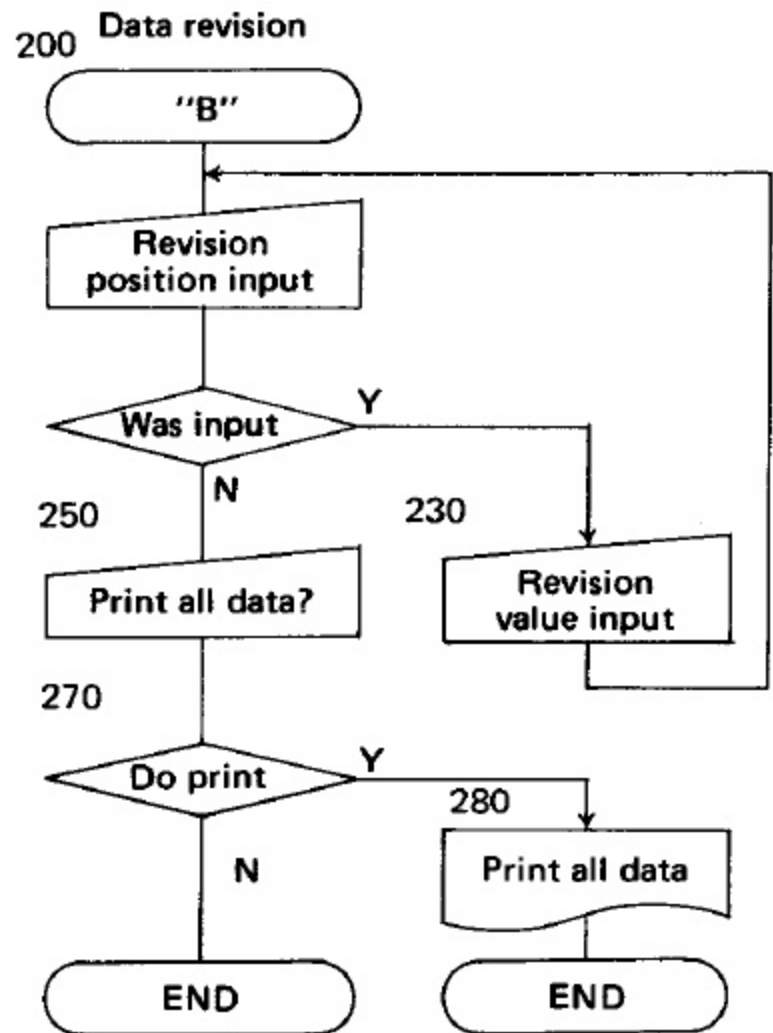 Data revision
200
"B"
Revision
position input
Was input
Y
N
250
230
Print all data?
Revision
value input
270
Do print
Y
280
N
Print all data
END
END